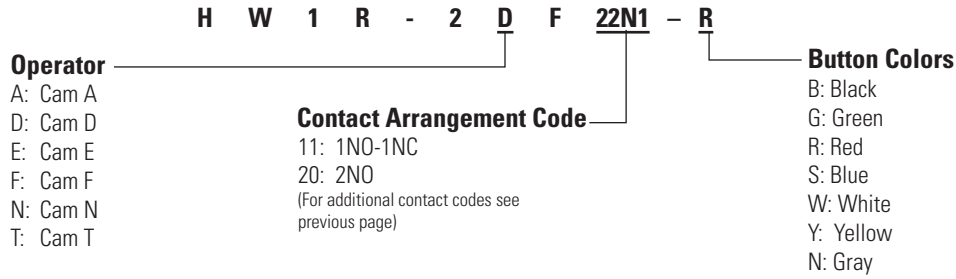 H W 1 R - 2 D F 22N1 – R
Operator
A: Cam A
D: Cam D
E: Cam E
F: Cam F
N: Cam N
T: Cam T
Contact Arrangement Code
11: 1NO-1NC
20: 2NO
(For additional contact codes see
previous page)
Button Colors
B: Black
G: Green
R: Red
S: Blue
W: White
Y: Yellow
N: Gray